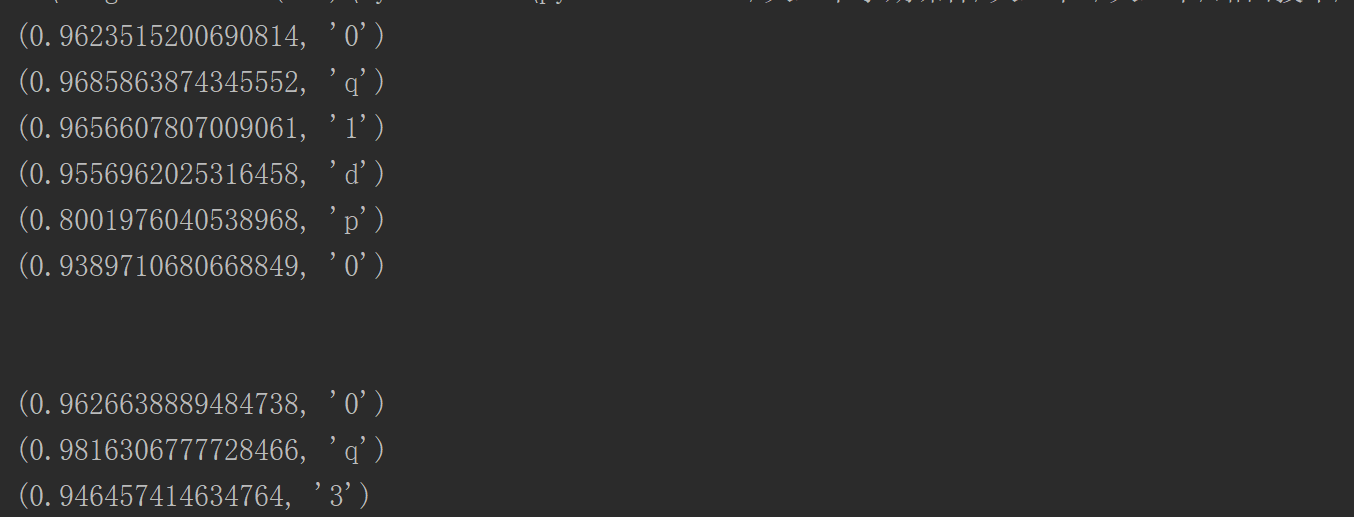 (0.9623515200690814, '0')
(0.9685863874345552, 'q')
(0.9656607807009061, '1')
(0.9556962025316458, 'd')
(0.8001976040538968, 'p')
(0.9389710680668849, '0')
(0.9626638889484738, '0')
(0.9816306777728466, 'q')
(0.946457414634764, '3')